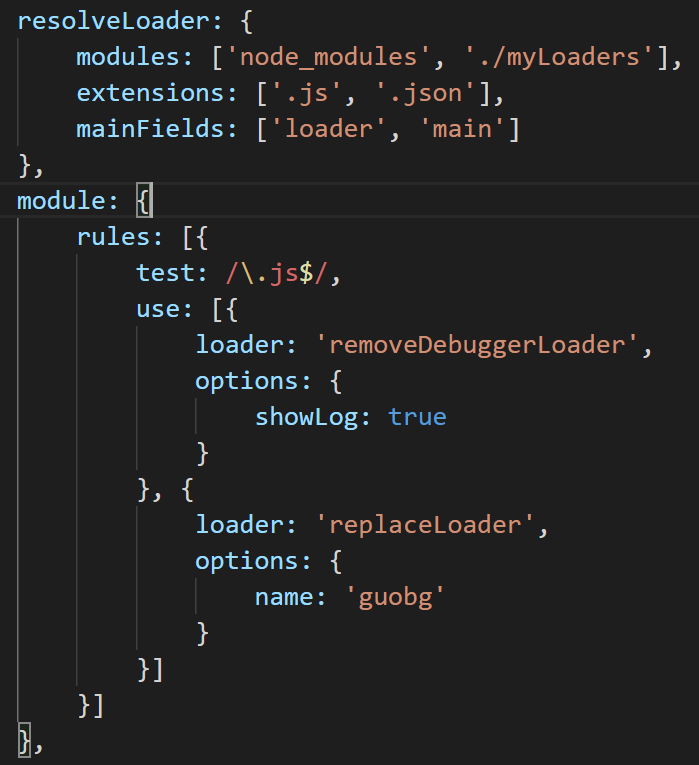 resolveLoader: {
    modules: ['node_modules', './myLoaders'],
    extensions: ['.js', '.json'],
    mainFields: ['loader', 'main']
},
module: {
    rules: [{
        test: /\.js$/,
        use: [{
            loader: 'removeDebuggerLoader',
            options: {
                showLog: true
            }
        }, {
            loader: 'replaceLoader',
            options: {
                name: 'guobg'
            }
        }]
    }]
},